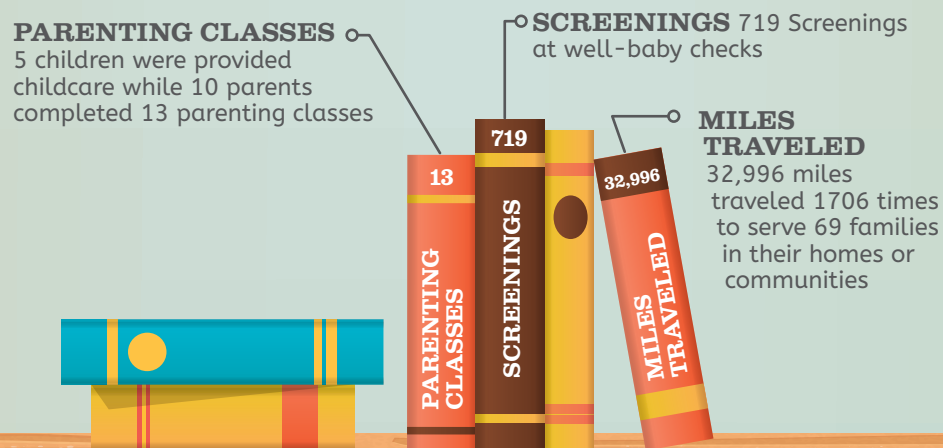 PARENTING CLASSES
5 children were provided
childcare while 10 parents
completed 13 parenting classes
SCREENINGS 719 Screenings
at well-baby checks
MILES
TRAVELED
32,996 miles
traveled 1706 times
to serve 69 families
in their homes or
communities
13
PARENTING
CLASSES
719
SCREENINGS
32,996
MILES
TRAVELED